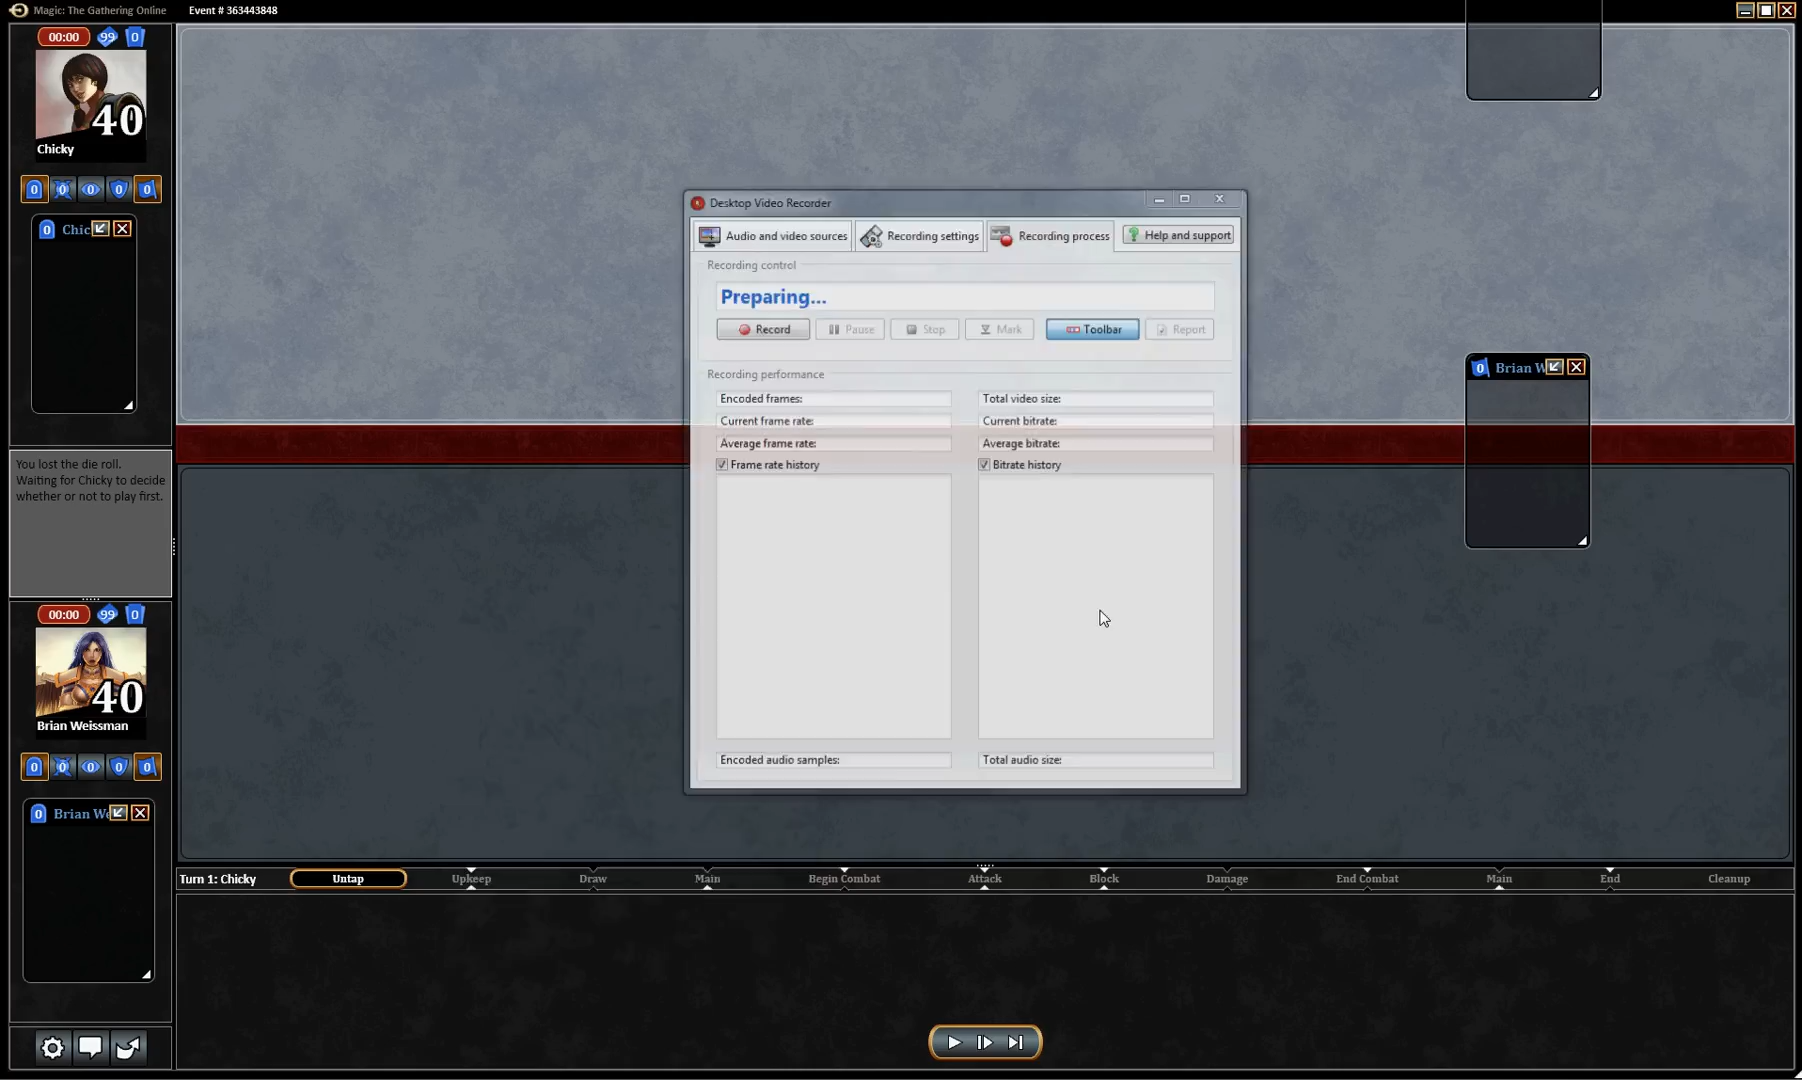 Magic: The Gathering Online
Event # 363443848
00:00 99 0
40
Chicky
0 0 0 0 0
0 Chic
You lost the die roll.
Waiting for Chicky to decide
whether or not to play first.
00:00 99 0
40
Brian Weissman
0 0 0 0 0
0 Brian We
Desktop Video Recorder
Audio and video sources
Recording settings
Recording process
Help and support
Recording control
Preparing...
Record
Pause
Stop
Mark
Toolbar
Report
Recording performance
Encoded frames:
Total video size:
Current frame rate:
Current bitrate:
Average frame rate:
Average bitrate:
Frame rate history
Bitrate history
Encoded audio samples:
Total audio size:
0 Brian W
Turn 1: Chicky
Untap
Upkeep
Draw
Main
Begin Combat
Attack
Block
Damage
End Combat
Main
End
Cleanup